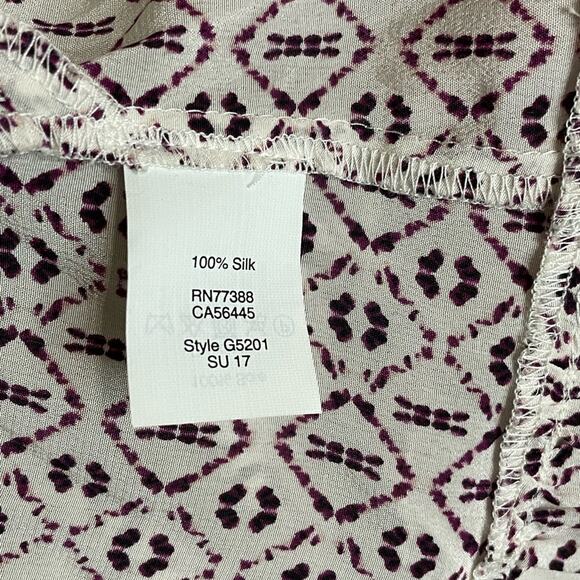 100% Silk
RN77388
CA56445
Style G5201
SU 17